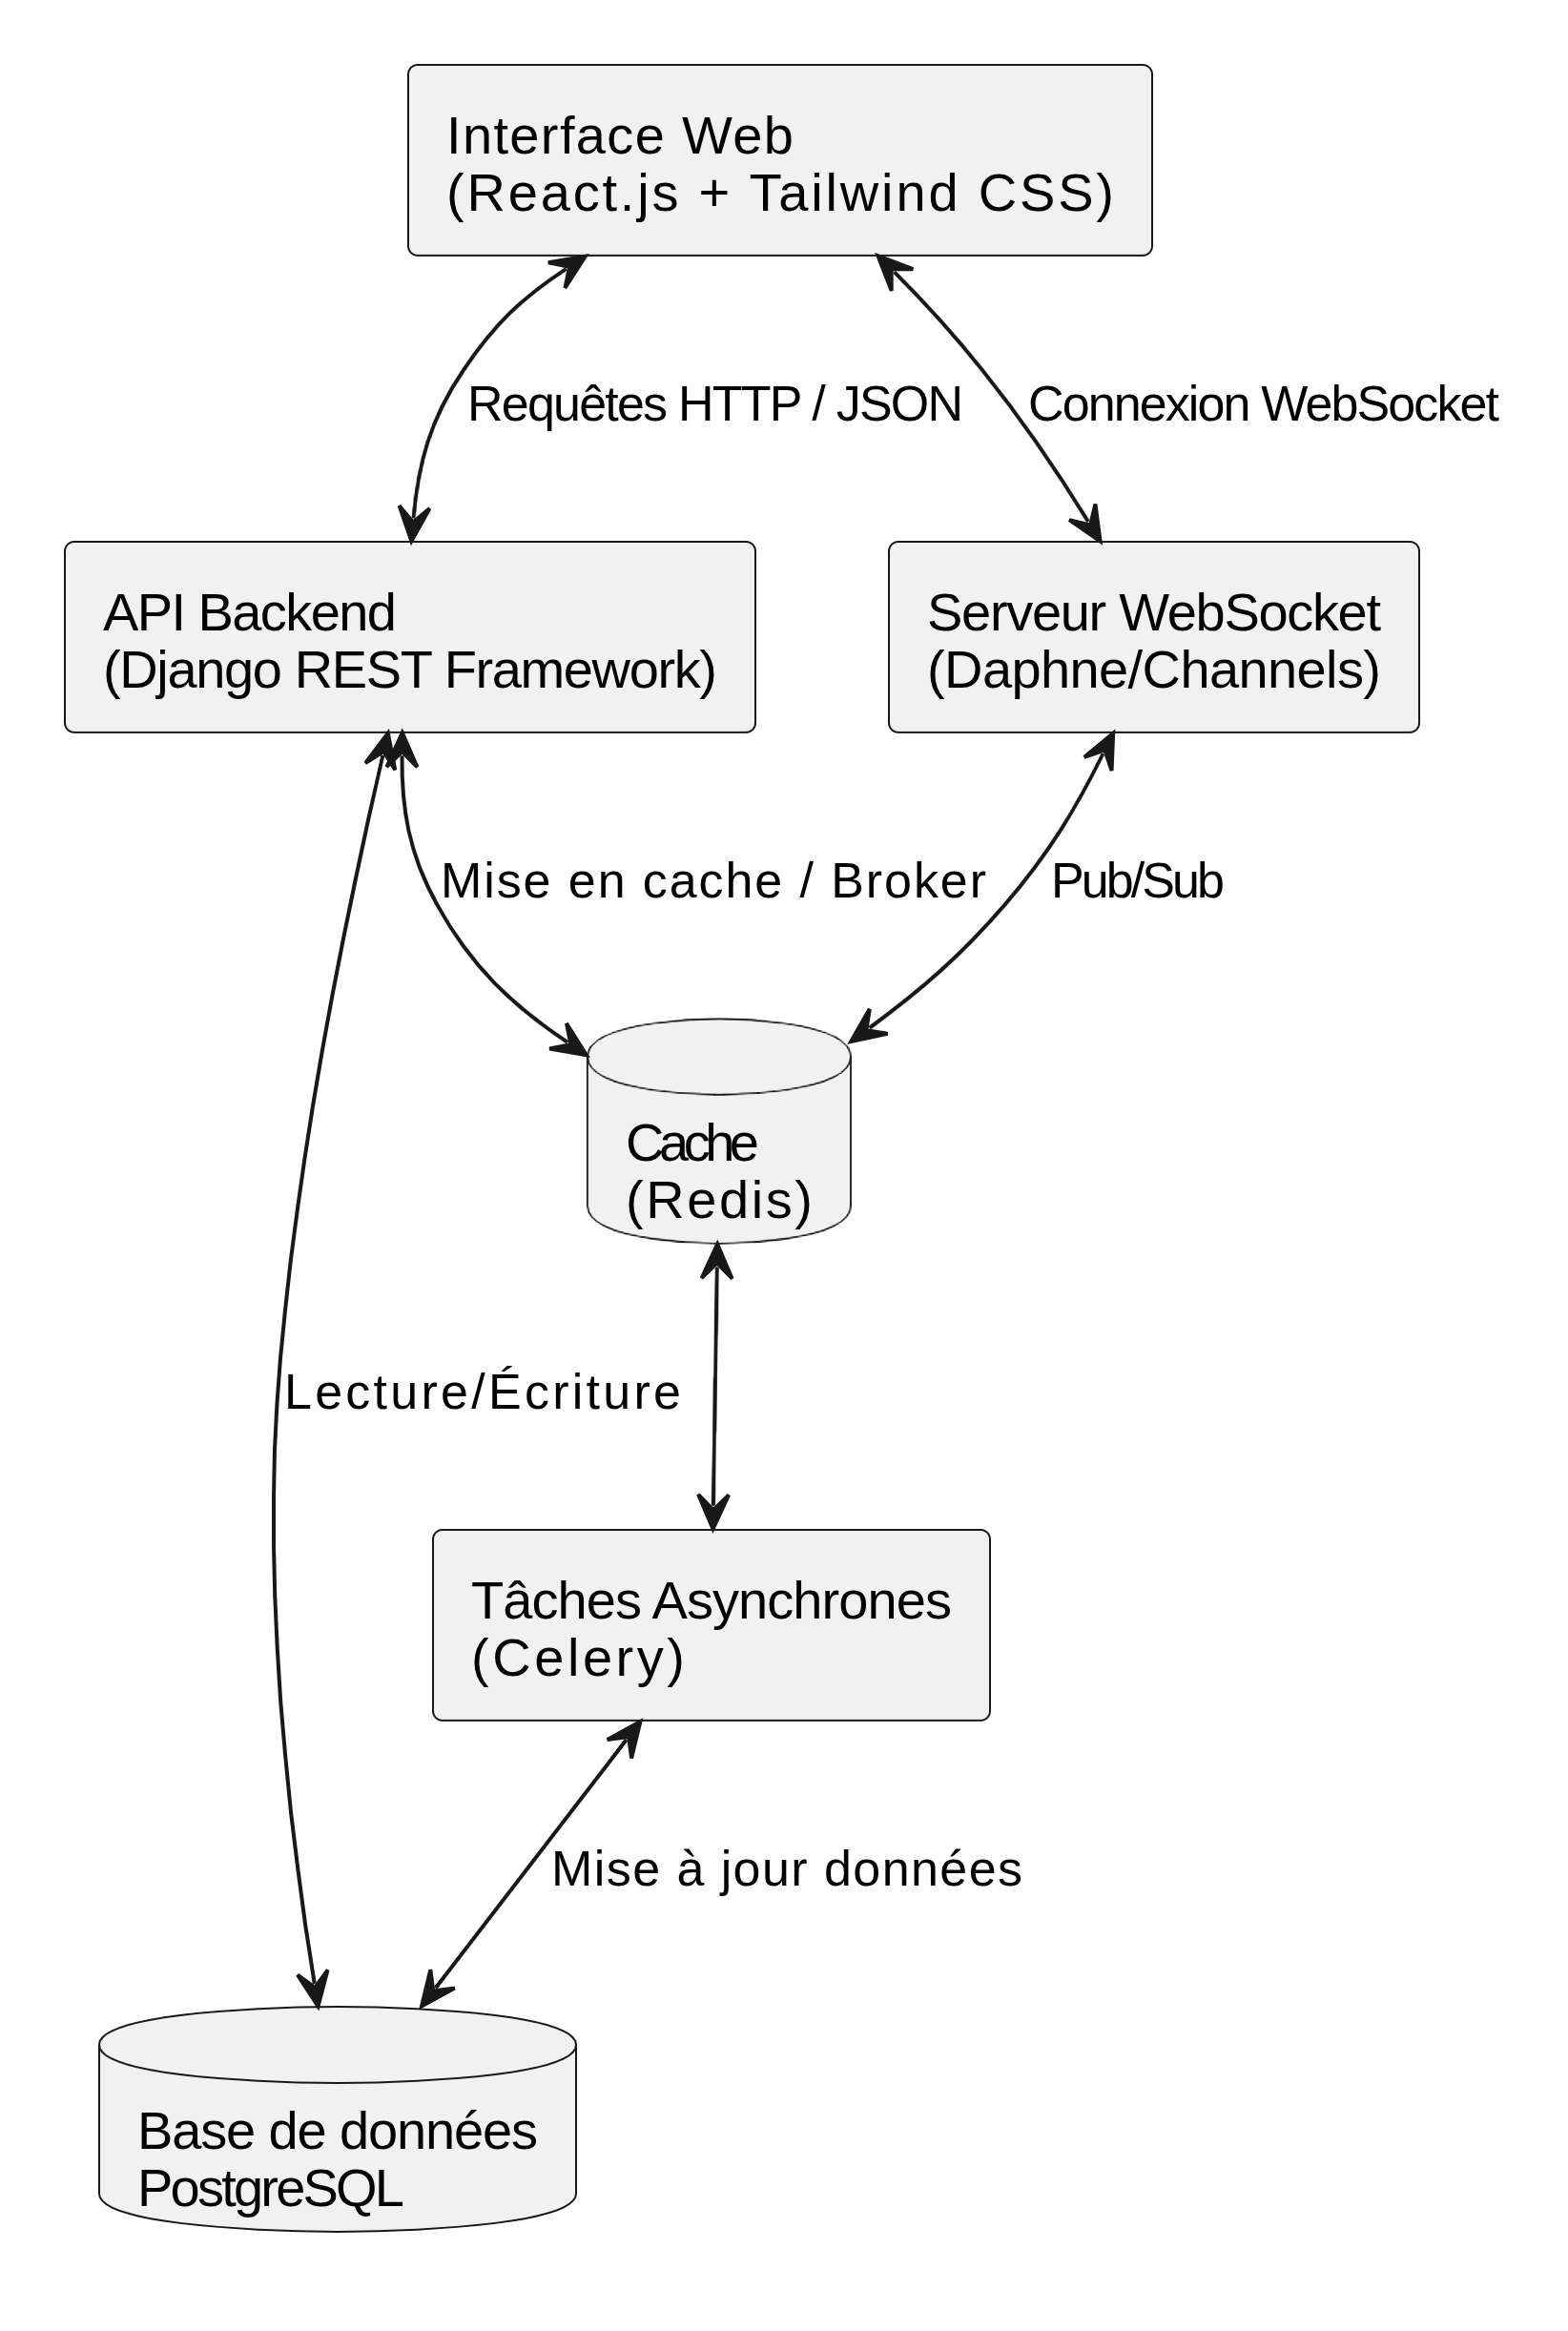 Interface Web
(React.js + Tailwind CSS)
Requêtes HTTP / JSON
Connexion WebSocket
API Backend
(Django REST Framework)
Serveur WebSocket
(Daphne/Channels)
Mise en cache / Broker
Pub/Sub
Cache
(Redis)
Lecture/Écriture
Tâches Asynchrones
(Celery)
Mise à jour données
Base de données
PostgreSQL